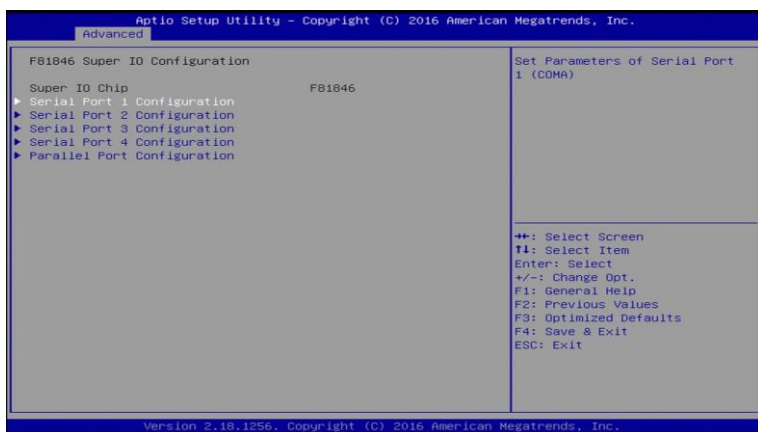 Aptio Setup Utility – Copyright (C) 2016 American Megatrends, Inc.
Advanced
F81846 Super IO Configuration
Super IO Chip F81846
Serial Port 1 Configuration
Serial Port 2 Configuration
Serial Port 3 Configuration
Serial Port 4 Configuration
Parallel Port Configuration
Set Parameters of Serial Port
1 (COMA)
→←: Select Screen
↑↓: Select Item
Enter: Select
+/-: Change Opt.
F1: General Help
F2: Previous Values
F3: Optimized Defaults
F4: Save & Exit
ESC: Exit
Version 2.18.1256. Copyright (C) 2016 American Megatrends, Inc.